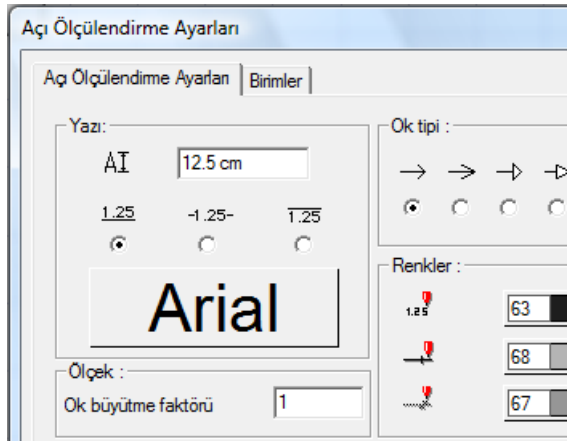 Açı Ölçülendirme Ayarları
Açı Ölçülendirme Ayarları Birimler
Yazı:
AI 12.5 cm
1.25 -1.25- 1.25
Arial
Ölçek :
Ok büyütme faktörü 1
Ok tipi :
Renkler :
1.25 63
68
67